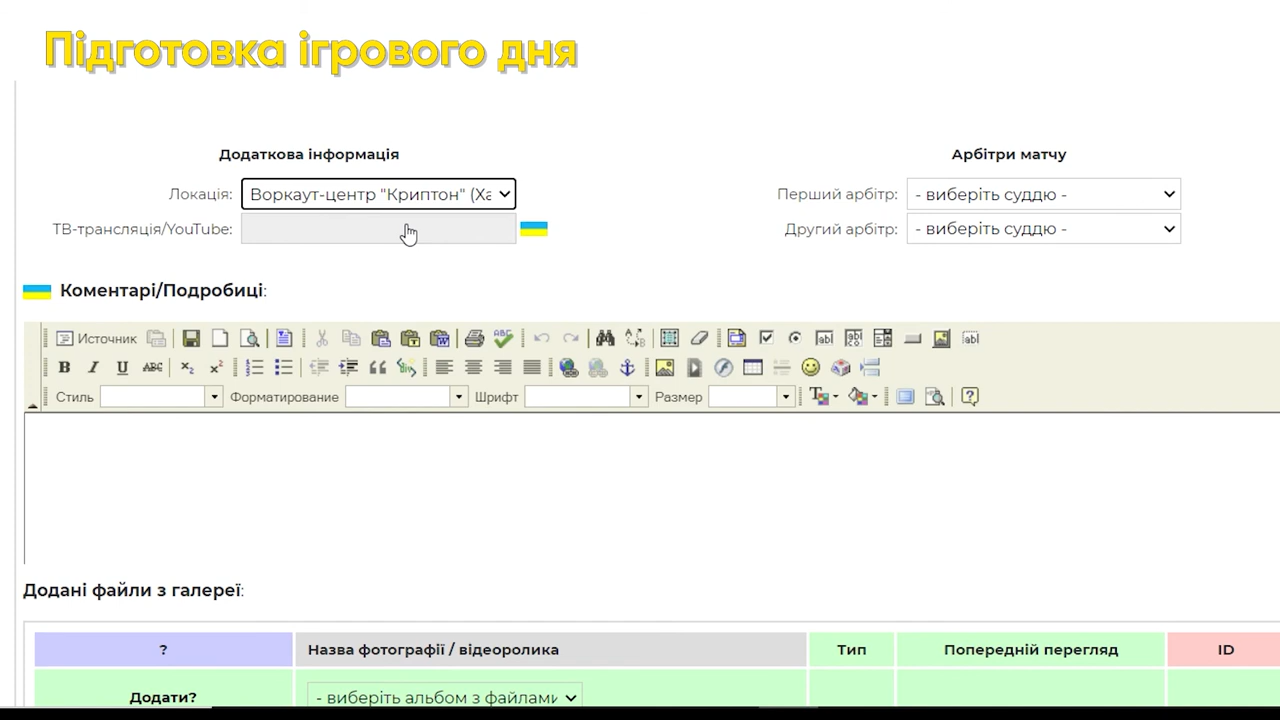 Підготовка ігрового дня
Додаткова інформація
Локація: Воркаут-центр "Криптон" (Ха
ТВ-трансляція/YouTube:
Арбітри матчу
Перший арбітр: - виберіть суддю -
Другий арбітр: - виберіть суддю -
Коментарі/Подробиці:
Источник
Стиль Форматирование Шрифт Размер
Додані файли з галереї:
? Назва фотографії / відеоролика Тип Попередній перегляд ID
Додати? - виберіть альбом з файлами